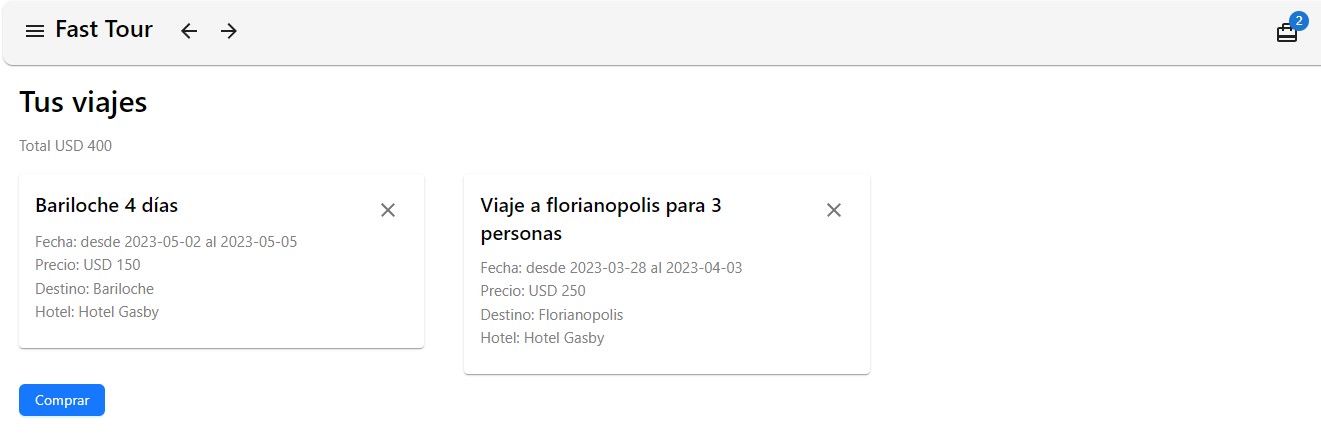 Fast Tour
2
Tus viajes
Total USD 400
Bariloche 4 días
Fecha: desde 2023-05-02 al 2023-05-05
Precio: USD 150
Destino: Bariloche
Hotel: Hotel Gasby
Viaje a florianopolis para 3
personas
Fecha: desde 2023-03-28 al 2023-04-03
Precio: USD 250
Destino: Florianopolis
Hotel: Hotel Gasby
Comprar